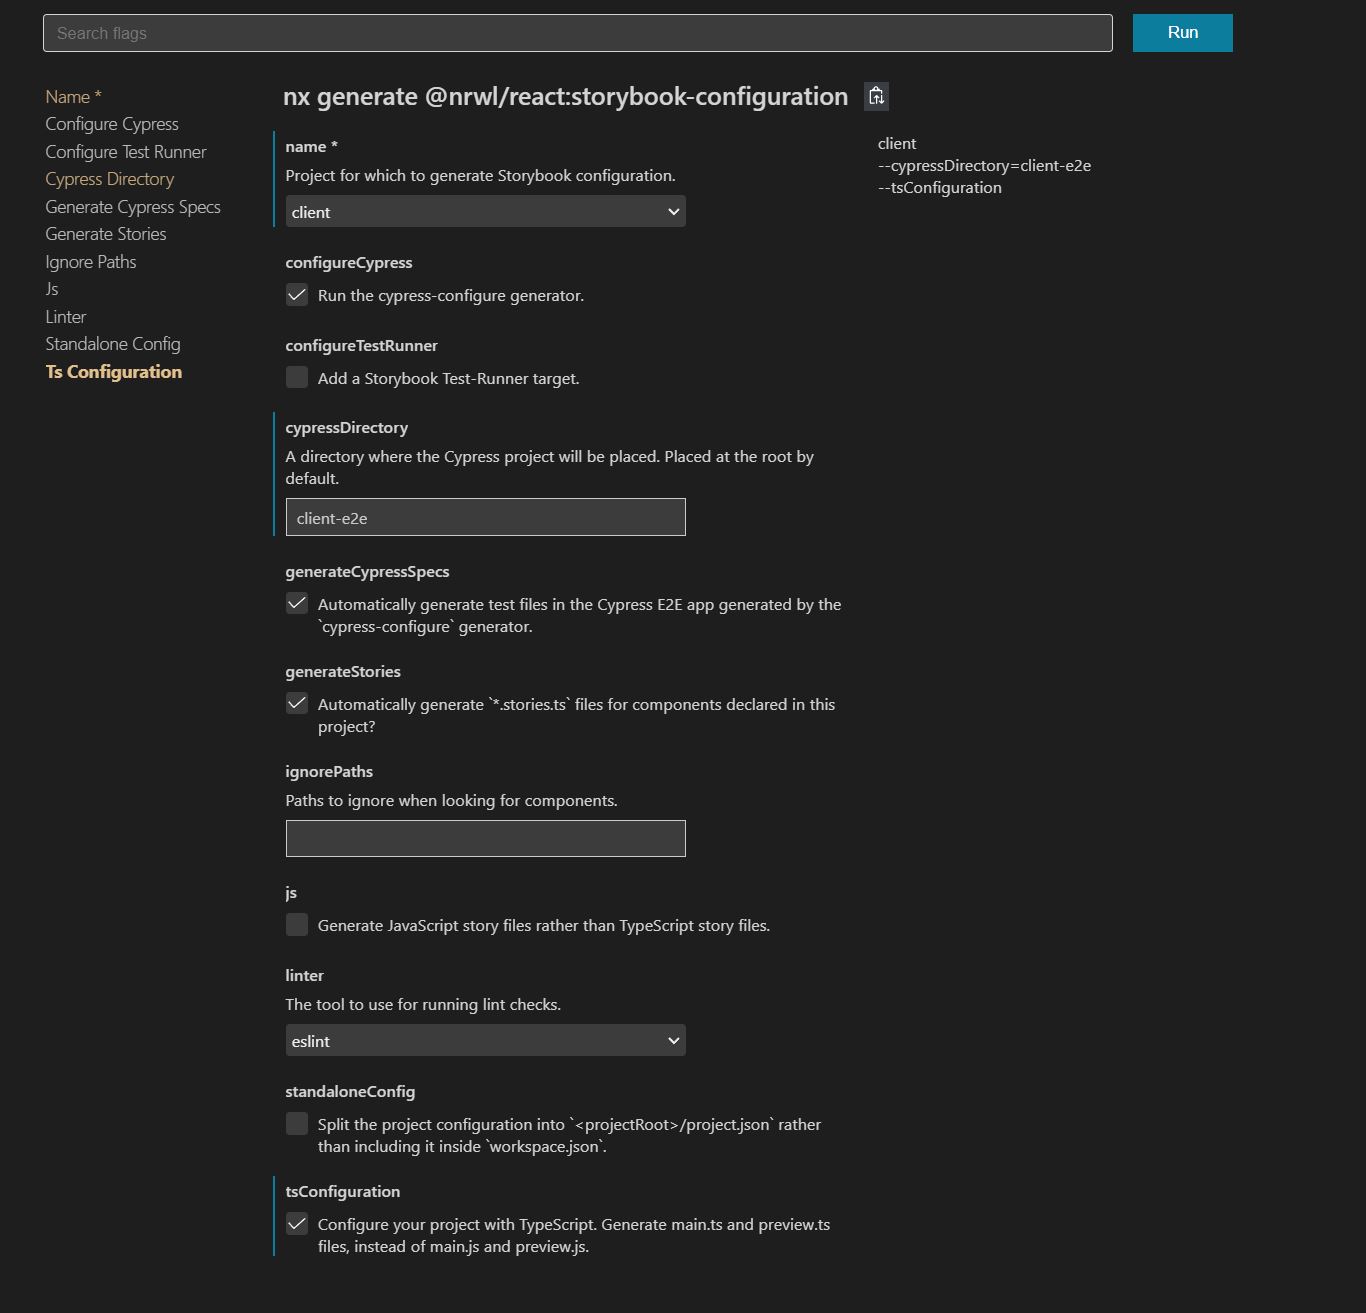 Search flags
Run
Name *
Configure Cypress
Configure Test Runner
Cypress Directory
Generate Cypress Specs
Generate Stories
Ignore Paths
Js
Linter
Standalone Config
Ts Configuration
nx generate @nrwl/react:storybook-configuration
name *
Project for which to generate Storybook configuration.
client
configureCypress
Run the cypress-configure generator.
configureTestRunner
Add a Storybook Test-Runner target.
cypressDirectory
A directory where the Cypress project will be placed. Placed at the root by
default.
client-e2e
generateCypressSpecs
Automatically generate test files in the Cypress E2E app generated by the
`cypress-configure` generator.
generateStories
Automatically generate `*.stories.ts` files for components declared in this
project?
ignorePaths
Paths to ignore when looking for components.
js
Generate JavaScript story files rather than TypeScript story files.
linter
The tool to use for running lint checks.
eslint
standaloneConfig
Split the project configuration into `<projectRoot>/project.json` rather
than including it inside `workspace.json`.
tsConfiguration
Configure your project with TypeScript. Generate main.ts and preview.ts
files, instead of main.js and preview.js.
client
--cypressDirectory=client-e2e
--tsConfiguration